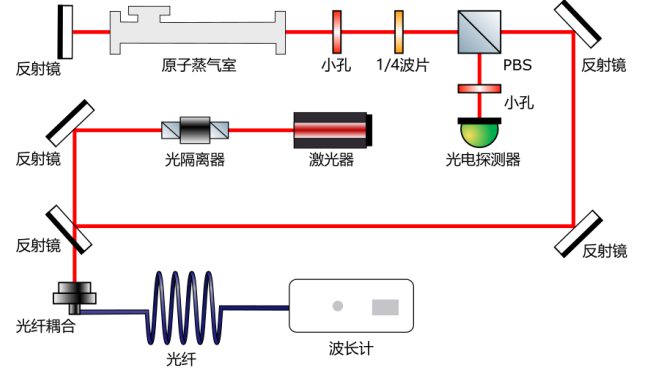 反射镜
原子蒸气室
小孔
1/4波片
PBS
反射镜
小孔
反射镜
光隔离器
激光器
光电探测器
反射镜
反射镜
光纤耦合
光纤
波长计